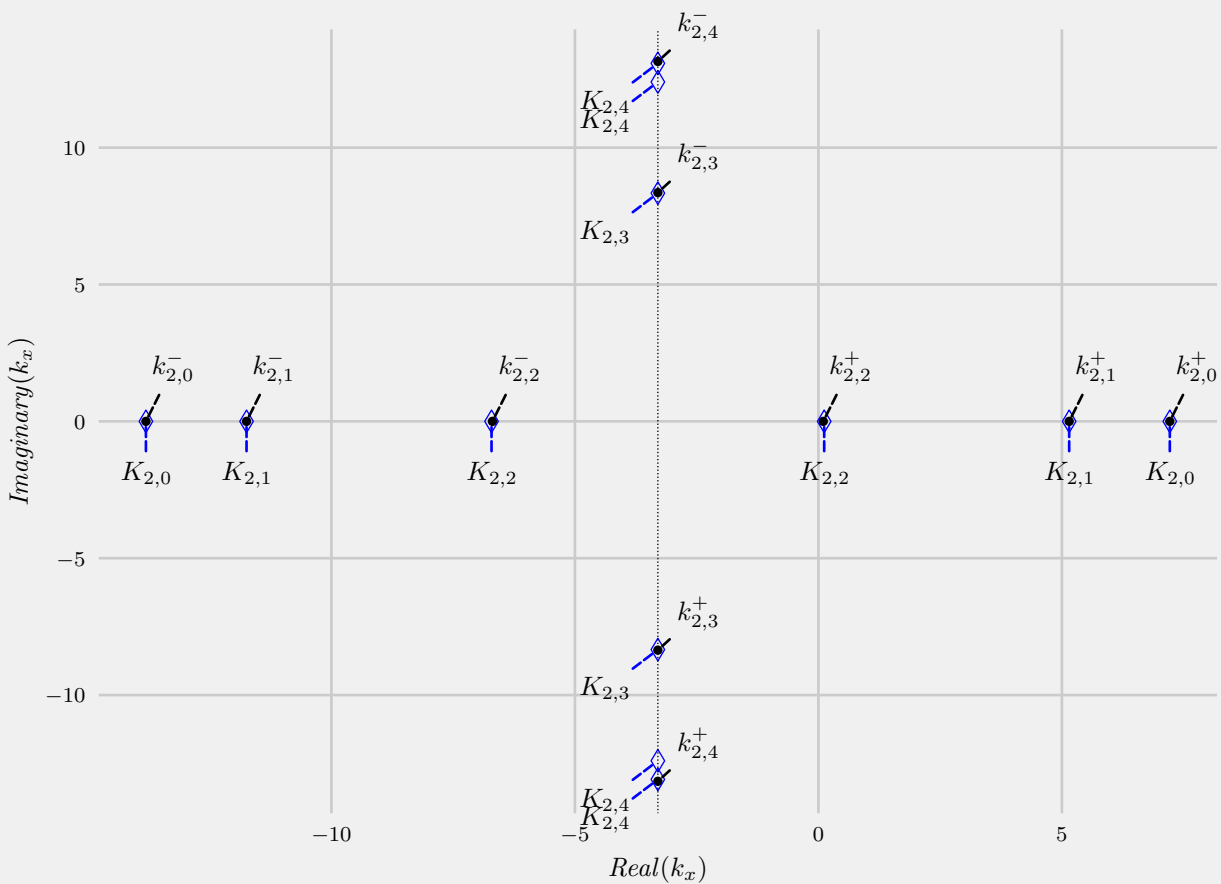 k⁻₂,₄
K₂,₄
K₂,₄
10
k⁻₂,₃
K₂,₃
5
k⁻₂,₀ k⁻₂,₁ k⁻₂,₂ k⁺₂,₂ k⁺₂,₁ k⁺₂,₀
Imaginary(kₓ)
0
K₂,₀ K₂,₁ K₂,₂ K₂,₂ K₂,₁ K₂,₀
−5
k⁺₂,₃
K₂,₃
−10
k⁺₂,₄
K₂,₄
K₂,₄
−10 −5 0 5
Real(kₓ)